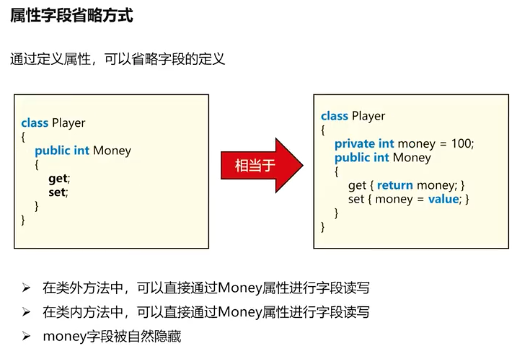 属性字段省略方式
通过定义属性，可以省略字段的定义
class Player
{
public int Money
{
get;
set;
}
}
相当于
class Player
{
private int money = 100;
public int Money
{
get { return money; }
set { money = value; }
}
}
➢ 在类外方法中，可以直接通过Money属性进行字段读写
➢ 在类内方法中，可以直接通过Money属性进行字段读写
➢ money字段被自然隐藏